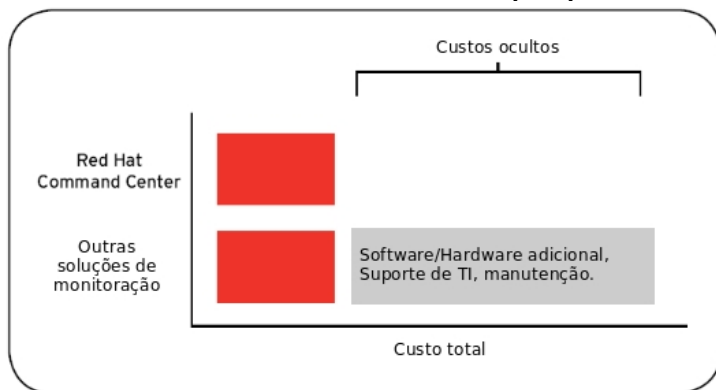 Custos ocultos
Red Hat
Command Center
Outras
soluções de
monitoração
Software/Hardware adicional,
Suporte de TI, manutenção.
Custo total